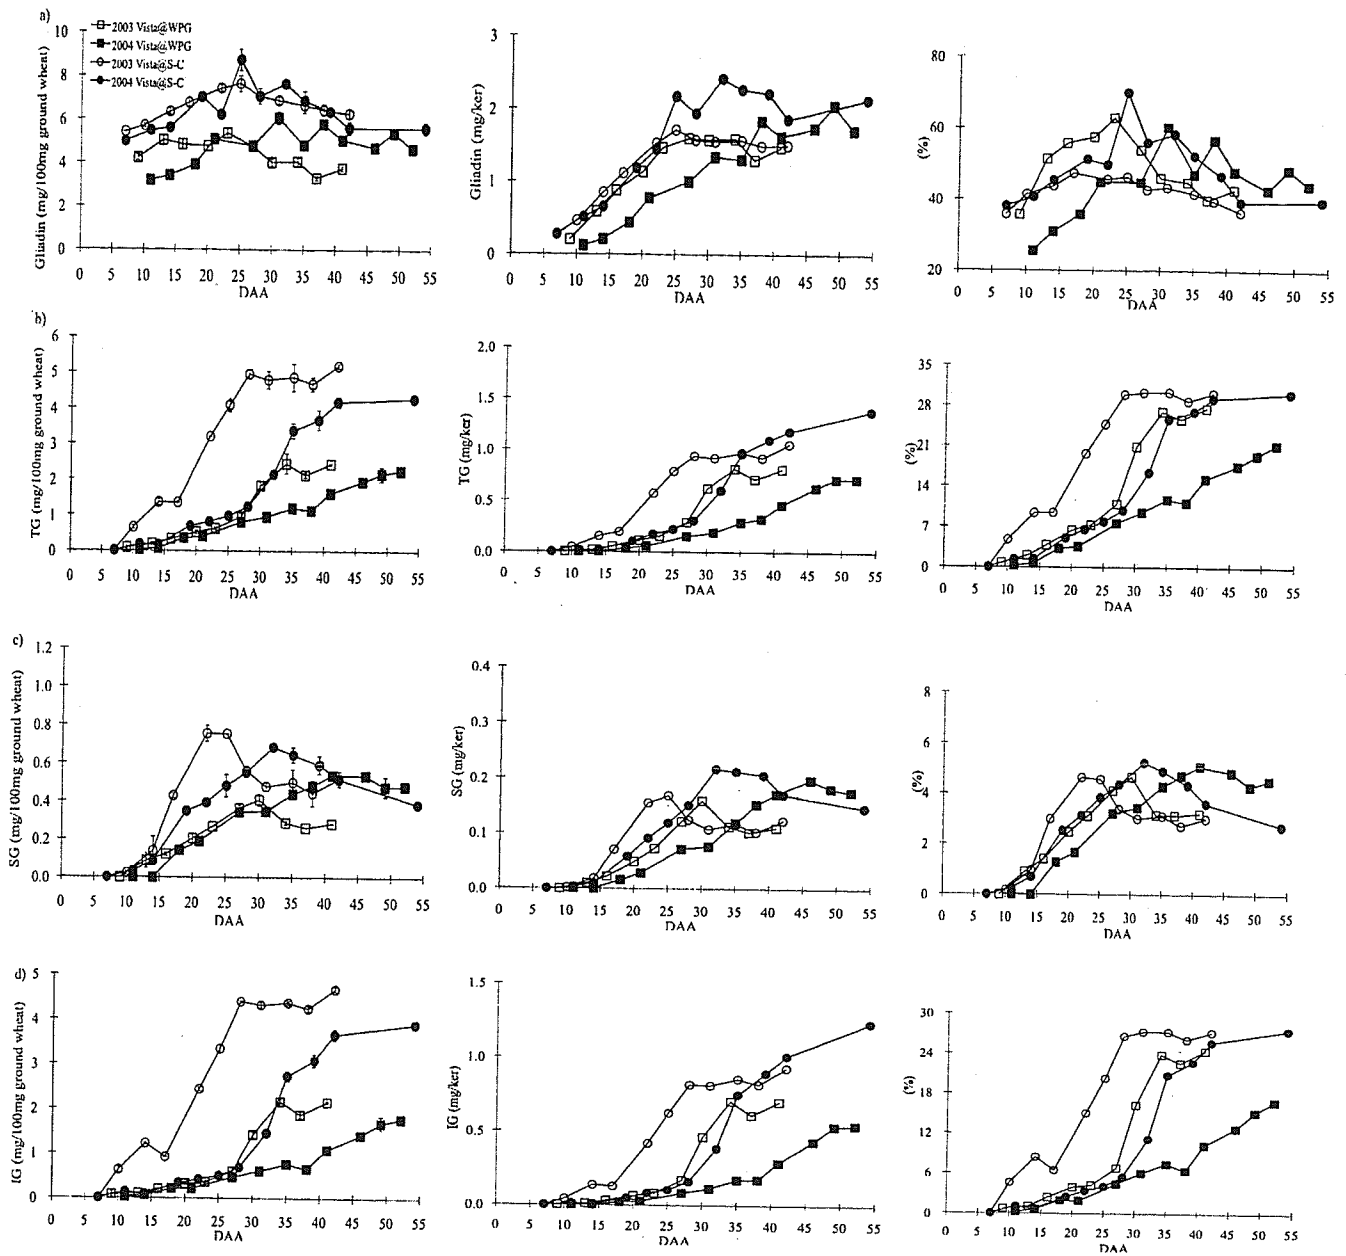 a)
2003 Vista@WPG
2004 Vista@WPG
2003 Vista@S-C
2004 Vista@S-C
Gliadin (mg/100mg ground wheat)
10
8
6
4
2
0
0 5 10 15 20 25 30 35 40 45 50 55
DAA
Gliadin (mg/ker)
3
2
1
0
0 5 10 15 20 25 30 35 40 45 50 55
DAA
(%)
80
60
40
20
0 5 10 15 20 25 30 35 40 45 50 55
DAA
b)
TG (mg/100mg ground wheat)
6
5
4
3
2
1
0
0 5 10 15 20 25 30 35 40 45 50 55
DAA
TG (mg/ker)
2.0
1.5
1.0
0.5
0.0
0 5 10 15 20 25 30 35 40 45 50 55
DAA
(%)
35
28
21
14
7
0
0 5 10 15 20 25 30 35 40 45 50 55
DAA
c)
SG (mg/100mg ground wheat)
1.2
1.0
0.8
0.6
0.4
0.2
0.0
0 5 10 15 20 25 30 35 40 45 50 55
DAA
SG (mg/ker)
0.4
0.3
0.2
0.1
0.0
0 5 10 15 20 25 30 35 40 45 50 55
DAA
(%)
8
6
4
2
0
0 5 10 15 20 25 30 35 40 45 50 55
DAA
d)
IG (mg/100mg ground wheat)
5
4
3
2
1
0
0 5 10 15 20 25 30 35 40 45 50 55
DAA
IG (mg/ker)
1.5
1.0
0.5
0.0
0 5 10 15 20 25 30 35 40 45 50 55
DAA
(%)
30
24
18
12
6
0
0 5 10 15 20 25 30 35 40 45 50 55
DAA